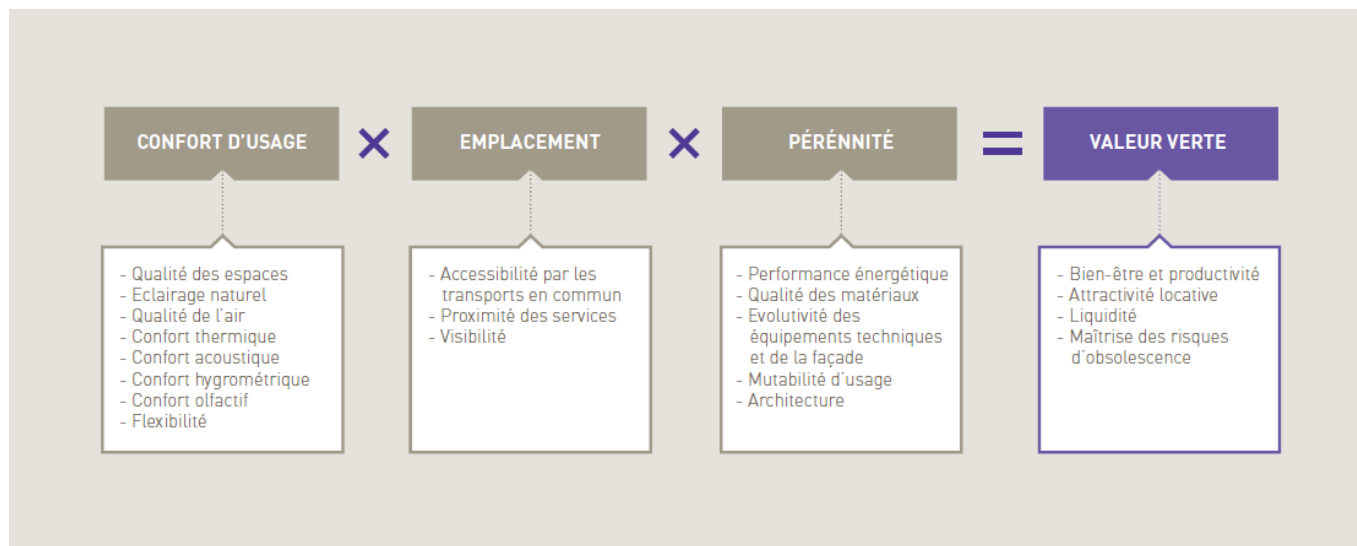 CONFORT D'USAGE
×
EMPLACEMENT
×
PÉRÉNNITÉ
=
VALEUR VERTE
- Qualité des espaces
- Eclairage naturel
- Qualité de l'air
- Confort thermique
- Confort acoustique
- Confort hygrométrique
- Confort olfactif
- Flexibilité
- Accessibilité par les
transports en commun
- Proximité des services
- Visibilité
- Performance énergétique
- Qualité des matériaux
- Evolutivité des
équipements techniques
et de la façade
- Mutabilité d'usage
- Architecture
- Bien-être et productivité
- Attractivité locative
- Liquidité
- Maîtrise des risques
d'obsolescence